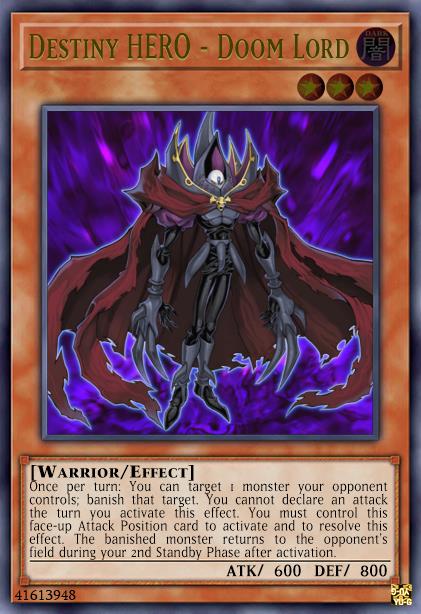 DESTINY HERO - DOOM LORD
DARK
闇
[WARRIOR/EFFECT]
Once per turn: You can target 1 monster your opponent
controls; banish that target. You cannot declare an attack
the turn you activate this effect. You must control this
face-up Attack Position card to activate and to resolve this
effect. The banished monster returns to the opponent's
field during your 2nd Standby Phase after activation.
ATK/ 600 DEF/ 800
41613948